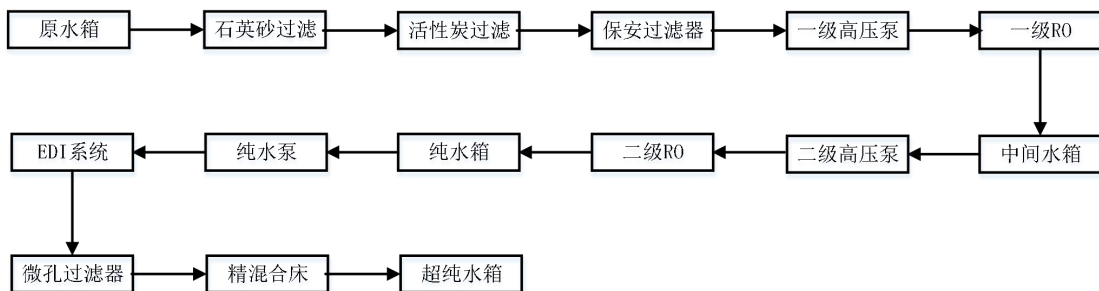 原水箱
石英砂过滤
活性炭过滤
保安过滤器
一级高压泵
一级RO
中间水箱
二级高压泵
二级RO
纯水箱
纯水泵
EDI系统
微孔过滤器
精混合床
超纯水箱